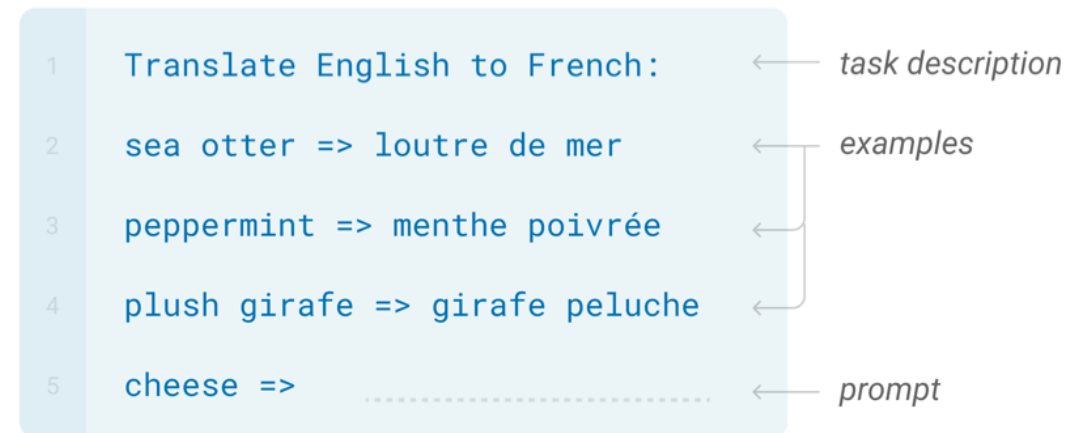 1 Translate English to French: task description
2 sea otter => loutre de mer examples
3 peppermint => menthe poivrée
4 plush girafe => girafe peluche
5 cheese => prompt